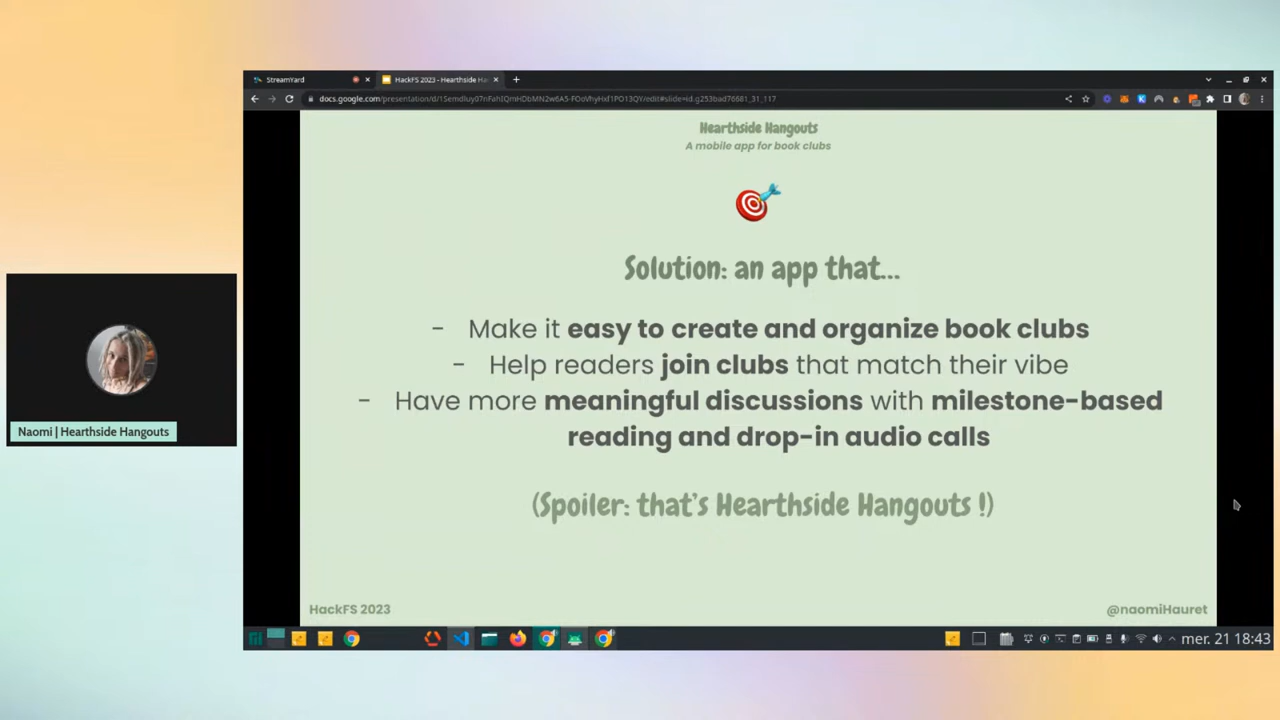 StreamYard
HackFS 2023 - Hearthside Ha
Hearthside Hangouts
A mobile app for book clubs
Solution: an app that...
- Make it easy to create and organize book clubs
- Help readers join clubs that match their vibe
- Have more meaningful discussions with milestone-based
reading and drop-in audio calls
(Spoiler: that's Hearthside Hangouts !)
Naomi | Hearthside Hangouts
HackFS 2023
@naomiHauret
mer. 21 18:43